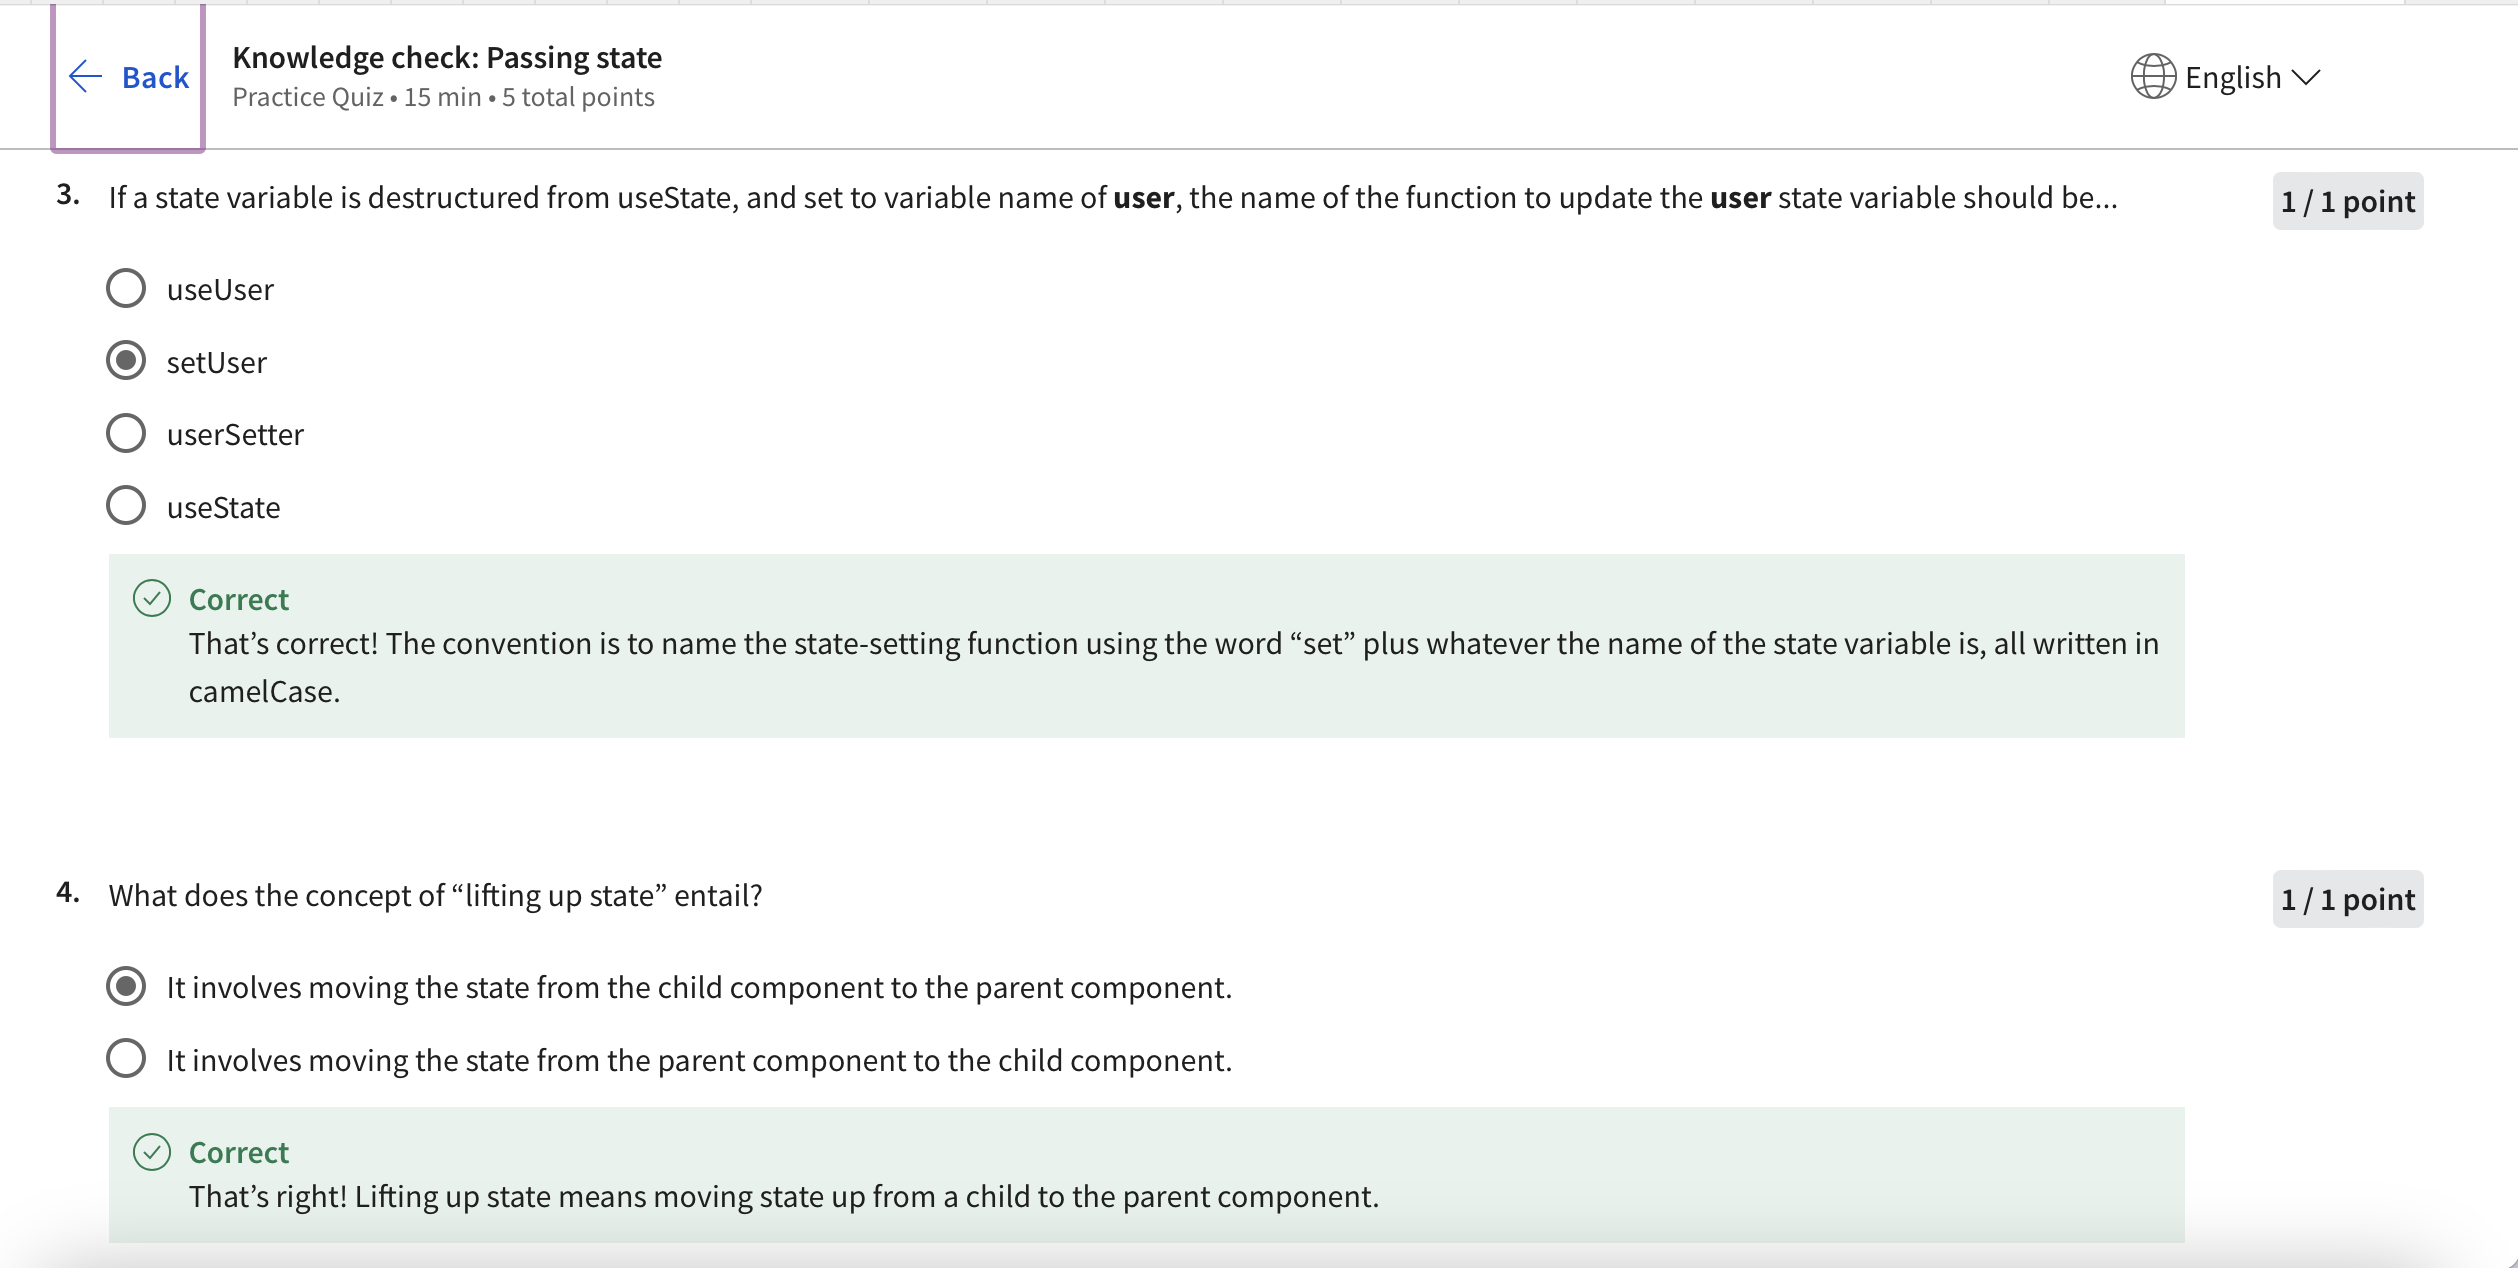 Back
Knowledge check: Passing state
Practice Quiz • 15 min • 5 total points
English
3. If a state variable is destructured from useState, and set to variable name of user, the name of the function to update the user state variable should be...
1 / 1 point
useUser
setUser
userSetter
useState
Correct
That’s correct! The convention is to name the state-setting function using the word “set” plus whatever the name of the state variable is, all written in
camelCase.
4. What does the concept of “lifting up state” entail?
1 / 1 point
It involves moving the state from the child component to the parent component.
It involves moving the state from the parent component to the child component.
Correct
That’s right! Lifting up state means moving state up from a child to the parent component.